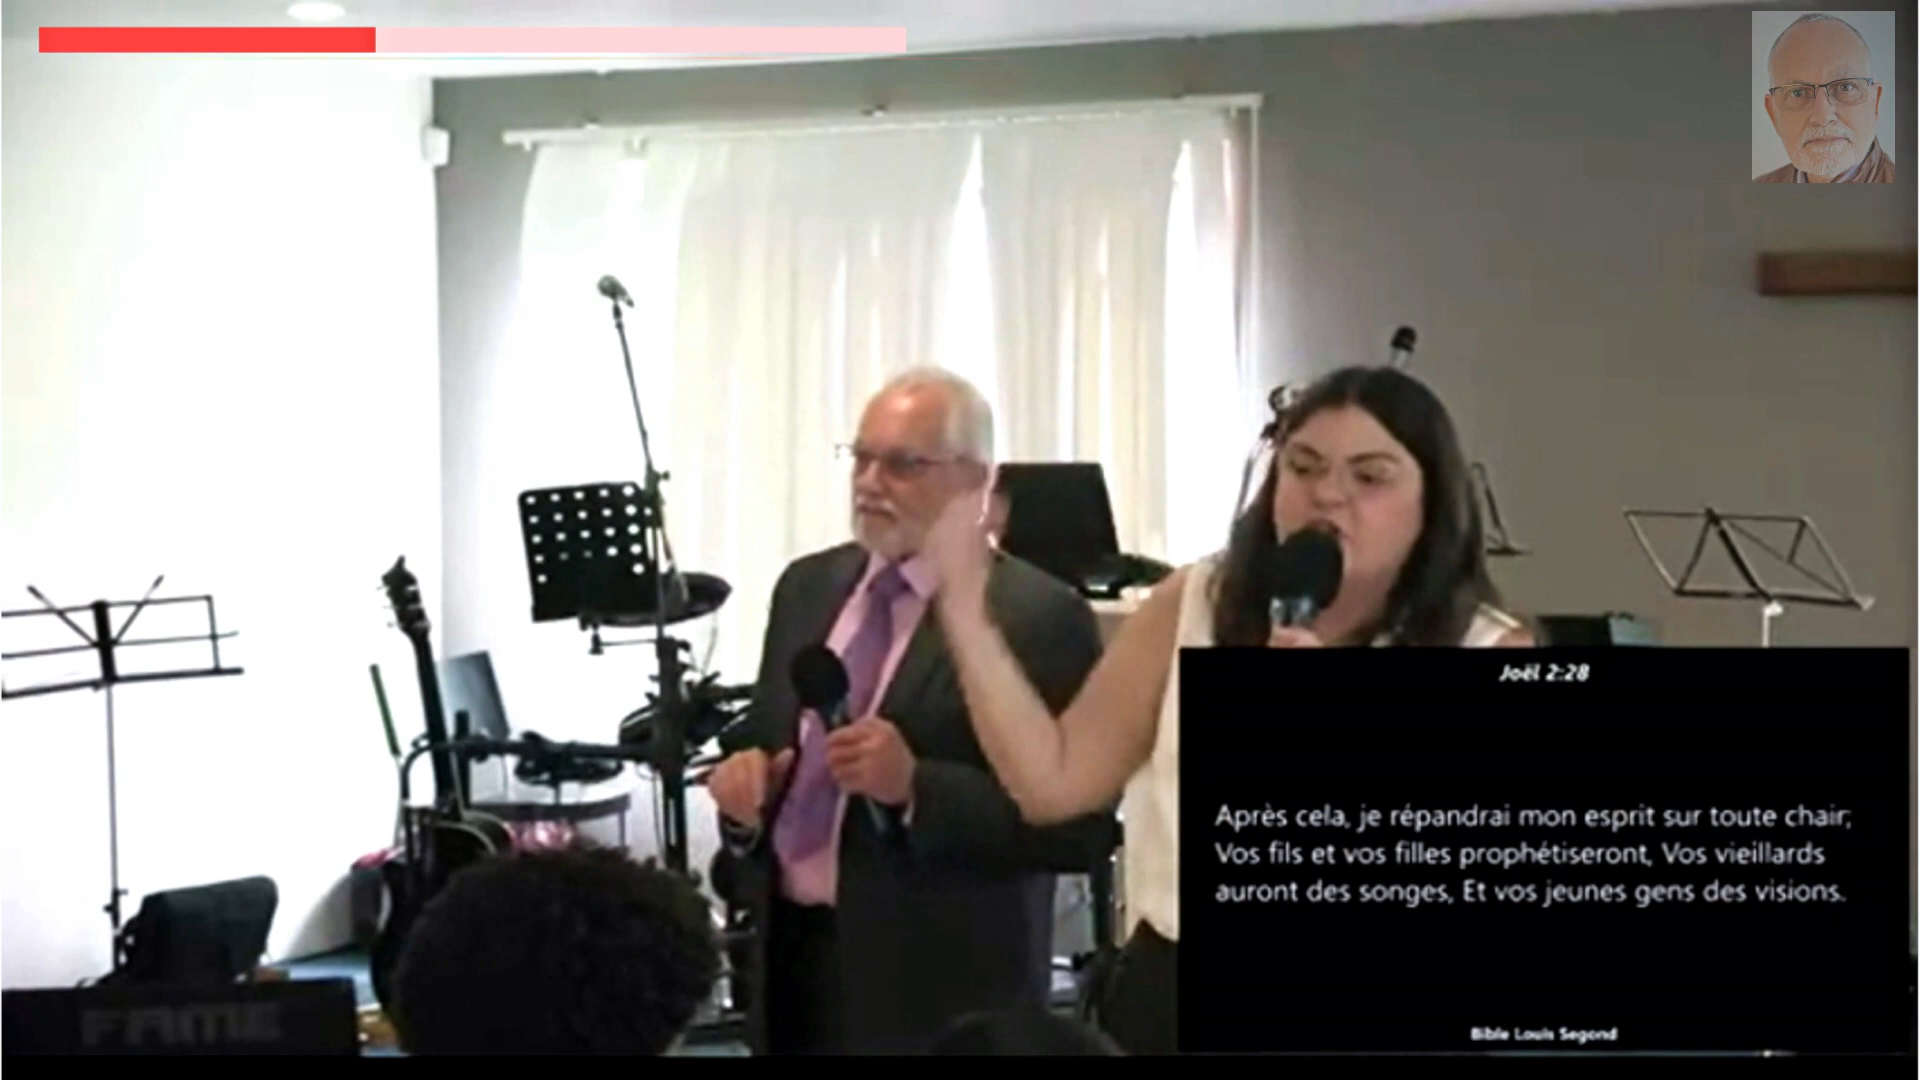 Joël 2:28
Après cela, je répandrai mon esprit sur toute chair;
Vos fils et vos filles prophétiseront, Vos vieillards
auront des songes, Et vos jeunes gens des visions.
Bible Louis Segond
FAME